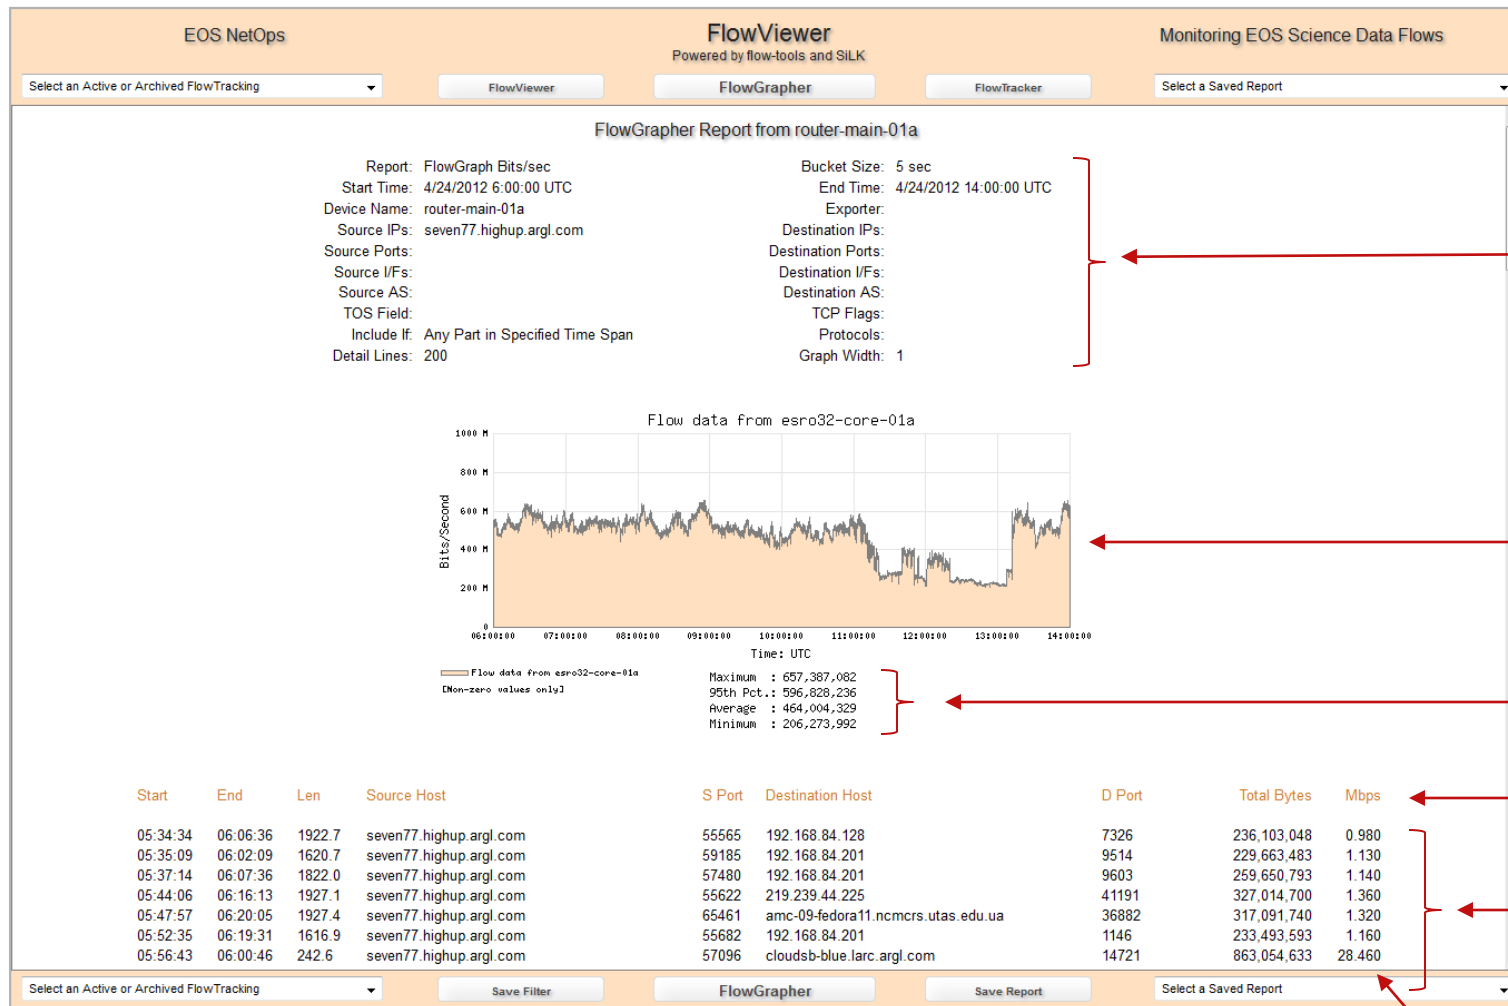 EOS NetOps
FlowViewer
Powered by flow-tools and SiLK
Monitoring EOS Science Data Flows
Select an Active or Archived FlowTracking
FlowViewer
FlowGrapher
FlowTracker
Select a Saved Report
FlowGrapher Report from router-main-01a
Report: FlowGraph Bits/sec Bucket Size: 5 sec
Start Time: 4/24/2012 6:00:00 UTC End Time: 4/24/2012 14:00:00 UTC
Device Name: router-main-01a Exporter:
Source IPs: seven77.highup.argl.com Destination IPs:
Source Ports: Destination Ports:
Source I/Fs: Destination I/Fs:
Source AS: Destination AS:
TOS Field: TCP Flags:
Include If: Any Part in Specified Time Span Protocols:
Detail Lines: 200 Graph Width: 1
Flow data from esro32-core-01a
1000 M
800 M
600 M
400 M
200 M
0
Bits/Second
06:00:00 07:00:00 08:00:00 09:00:00 10:00:00 11:00:00 12:00:00 13:00:00 14:00:00
Time: UTC
Flow data from esro32-core-01a
[Non-zero values only]
Maximum : 657,387,082
95th Pct.: 596,828,236
Average : 464,004,329
Minimum : 206,273,992
Start End Len Source Host S Port Destination Host D Port Total Bytes Mbps
05:34:34 06:06:36 1922.7 seven77.highup.argl.com 55565 192.168.84.128 7326 236,103,048 0.980
05:35:09 06:02:09 1620.7 seven77.highup.argl.com 59185 192.168.84.201 9514 229,663,483 1.130
05:37:14 06:07:36 1822.0 seven77.highup.argl.com 57480 192.168.84.201 9603 259,650,793 1.140
05:44:06 06:16:13 1927.1 seven77.highup.argl.com 55622 219.239.44.225 41191 327,014,700 1.360
05:47:57 06:20:05 1927.4 seven77.highup.argl.com 65461 amc-09-fedora11.ncmcrs.utas.edu.ua 36882 317,091,740 1.320
05:52:35 06:19:31 1616.9 seven77.highup.argl.com 55682 192.168.84.201 1146 233,493,593 1.160
05:56:43 06:00:46 242.6 seven77.highup.argl.com 57096 cloudsb-blue.larc.argl.com 14721 863,054,633 28.460
Select an Active or Archived FlowTracking
Save Filter
FlowGrapher
Save Report
Select a Saved Report